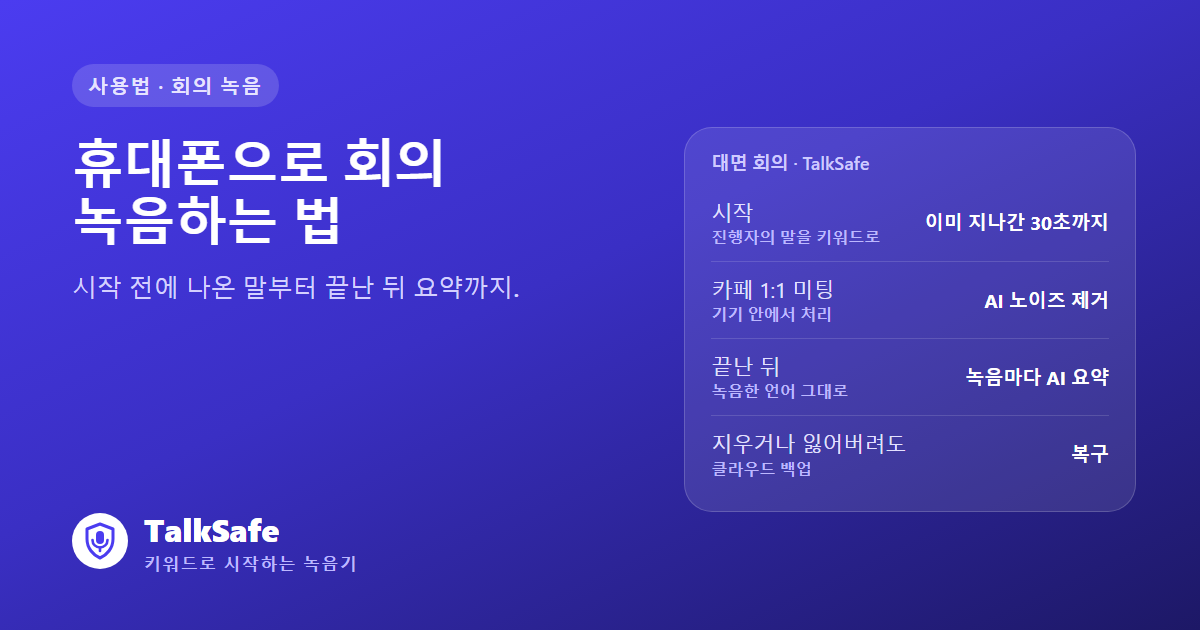 사용법 · 회의 녹음
휴대폰으로 회의
녹음하는 법
시작 전에 나온 말부터 끝난 뒤 요약까지.
대면 회의 · TalkSafe
시작
진행자의 말을 키워드로
이미 지나간 30초까지
카페 1:1 미팅
기기 안에서 처리
AI 노이즈 제거
끝난 뒤
녹음한 언어 그대로
녹음마다 AI 요약
지우거나 잃어버려도
클라우드 백업
복구
TalkSafe
키워드로 시작하는 녹음기